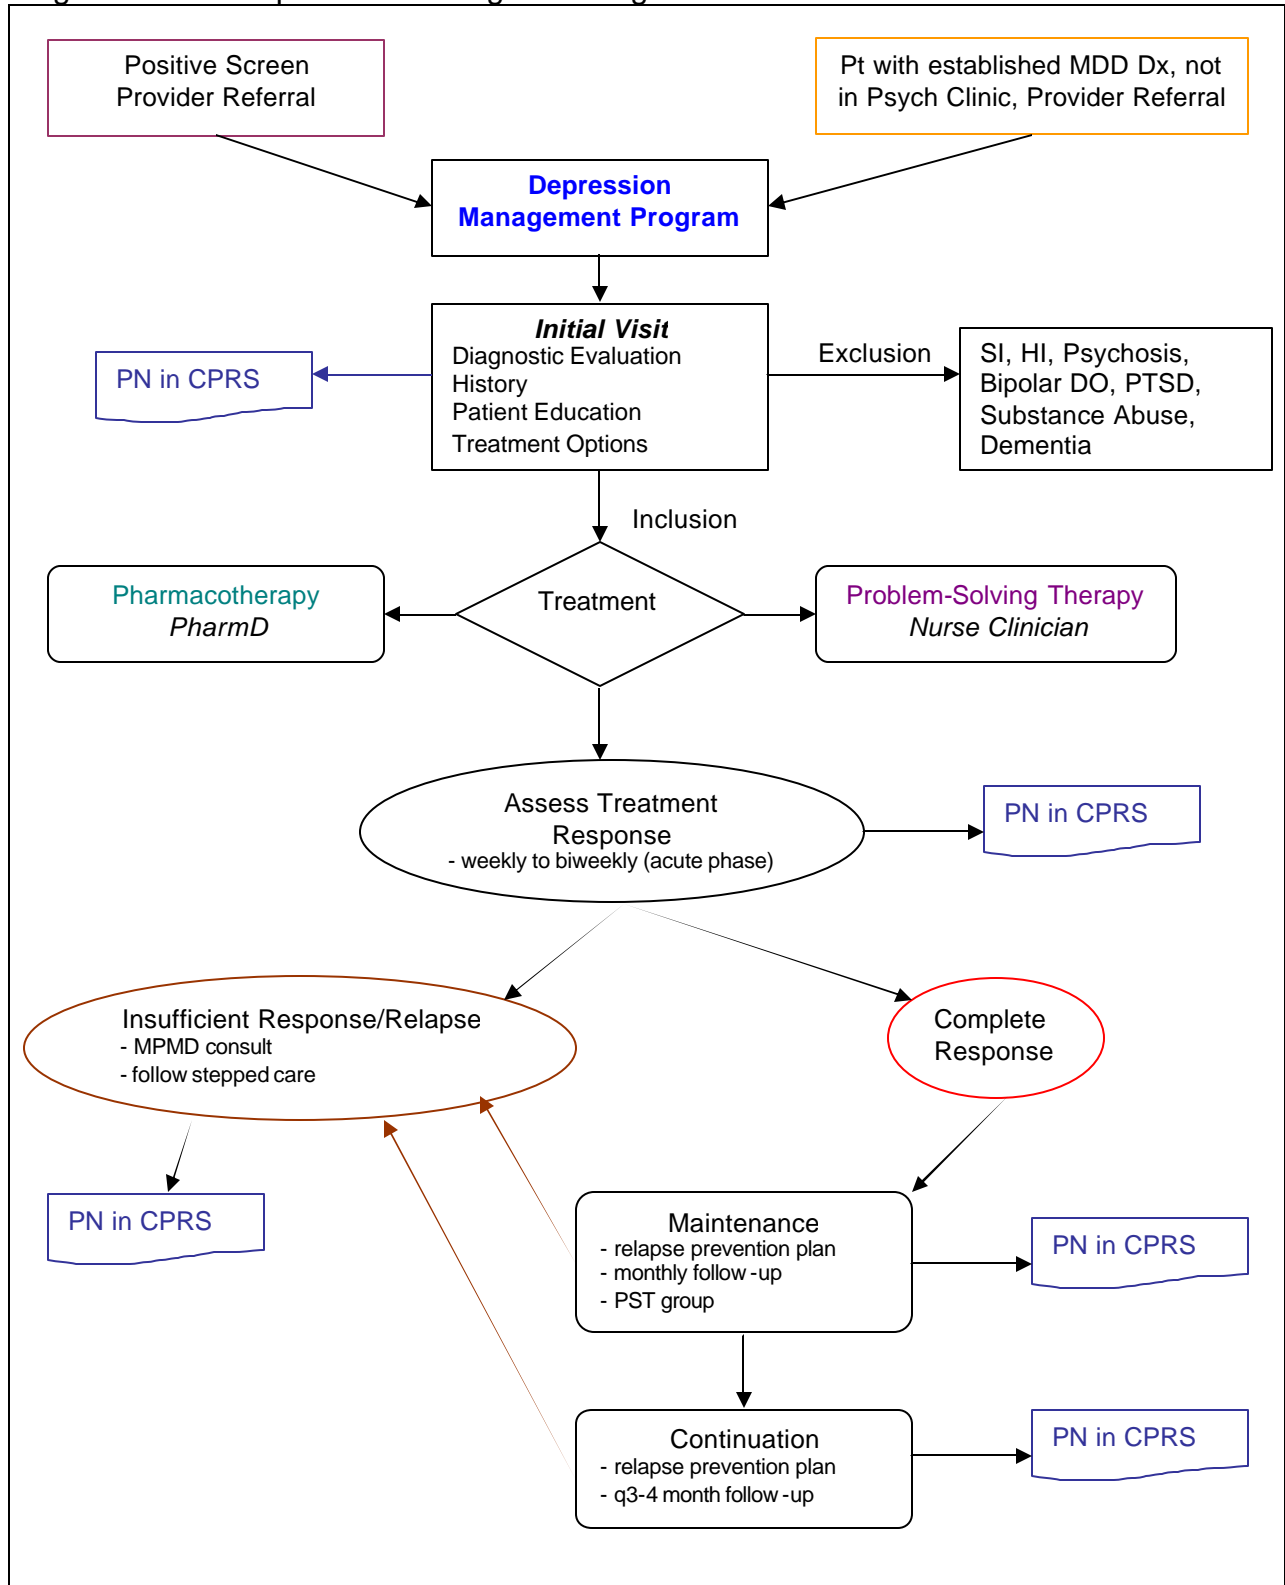 Positive Screen
Provider Referral
Pt with established MDD Dx, not
in Psych Clinic, Provider Referral
Depression
Management Program
Initial Visit
Diagnostic Evaluation
History
Patient Education
Treatment Options
PN in CPRS
Exclusion
SI, HI, Psychosis,
Bipolar DO, PTSD,
Substance Abuse,
Dementia
Inclusion
Pharmacotherapy
PharmD
Treatment
Problem-Solving Therapy
Nurse Clinician
Assess Treatment
Response
- weekly to biweekly (acute phase)
PN in CPRS
Insufficient Response/Relapse
- MPMD consult
- follow stepped care
Complete
Response
PN in CPRS
Maintenance
- relapse prevention plan
- monthly follow-up
- PST group
PN in CPRS
Continuation
- relapse prevention plan
- q3-4 month follow-up
PN in CPRS